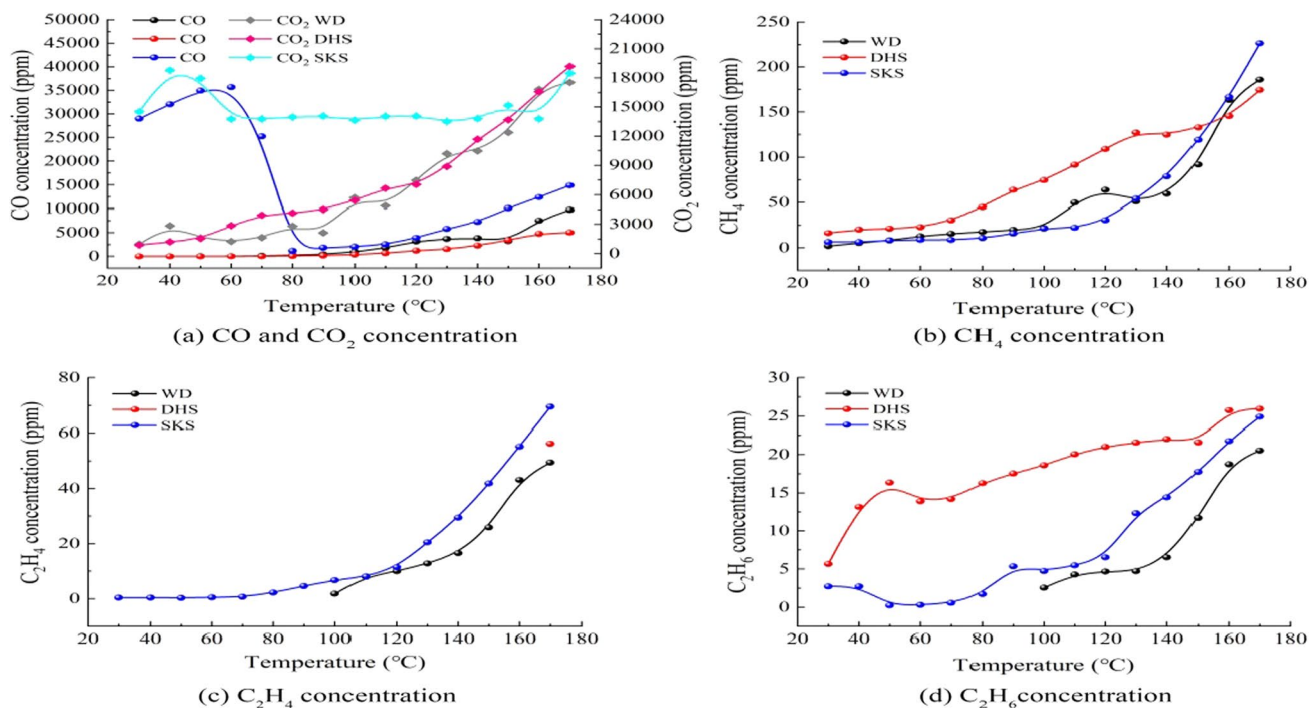 CO
CO
CO
CO₂ WD
CO₂ DHS
CO₂ SKS
50000
45000
40000
35000
30000
25000
20000
15000
10000
5000
0
CO concentration (ppm)
24000
21000
18000
15000
12000
9000
6000
3000
0
CO₂ concentration (ppm)
20 40 60 80 100 120 140 160 180
Temperature (°C)
(a) CO and CO₂ concentration
WD
DHS
SKS
250
200
150
100
50
0
CH₄ concentration (ppm)
20 40 60 80 100 120 140 160 180
Temperature (°C)
(b) CH₄ concentration
WD
DHS
SKS
80
60
40
20
0
C₂H₄ concentration (ppm)
20 40 60 80 100 120 140 160 180
Temperature (°C)
(c) C₂H₄ concentration
WD
DHS
SKS
30
25
20
15
10
5
0
C₂H₆ concentration (ppm)
20 40 60 80 100 120 140 160 180
Temperature (°C)
(d) C₂H₆concentration